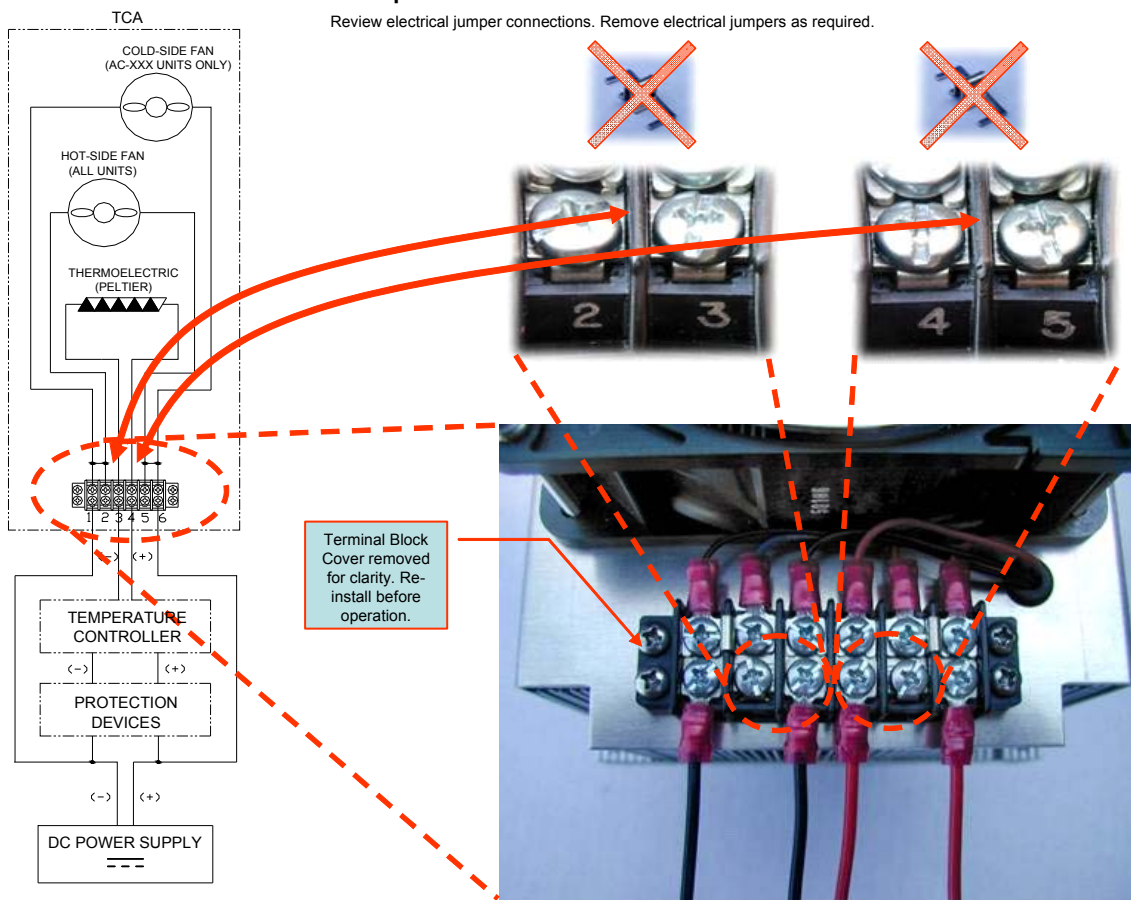 Review electrical jumper connections. Remove electrical jumpers as required.
TCA
COLD-SIDE FAN
(AC-XXX UNITS ONLY)
HOT-SIDE FAN
(ALL UNITS)
THERMOELECTRIC
(PELTIER)
2 3
4 5
1 2 3 4 5 6
(-) (+)
TEMPERATURE
CONTROLLER
(-) (+)
PROTECTION
DEVICES
(-) (+)
DC POWER SUPPLY
Terminal Block
Cover removed
for clarity. Re-
install before
operation.